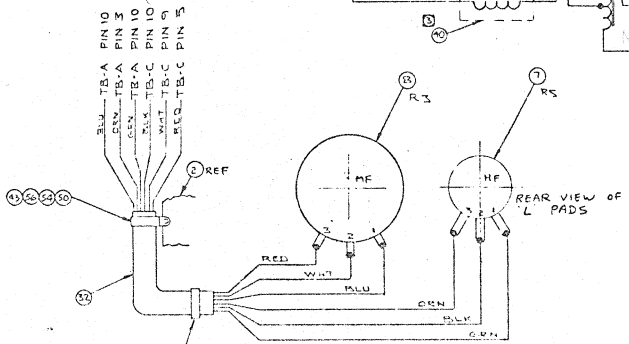 3
40
BLU TB-A PIN 10
ORN TB-A PIN 3
GRN TB-A PIN 10
BLK TB-C PIN 10
WHT TB-C PIN 9
RED TB-C PIN 5
13
R3
7
R5
2 REF
43 56 54 50
MF
3 2 1
HF
3 2 1
REAR VIEW OF
'L' PADS
RED
WHT
BLU
32
ORN
BLK
GRN